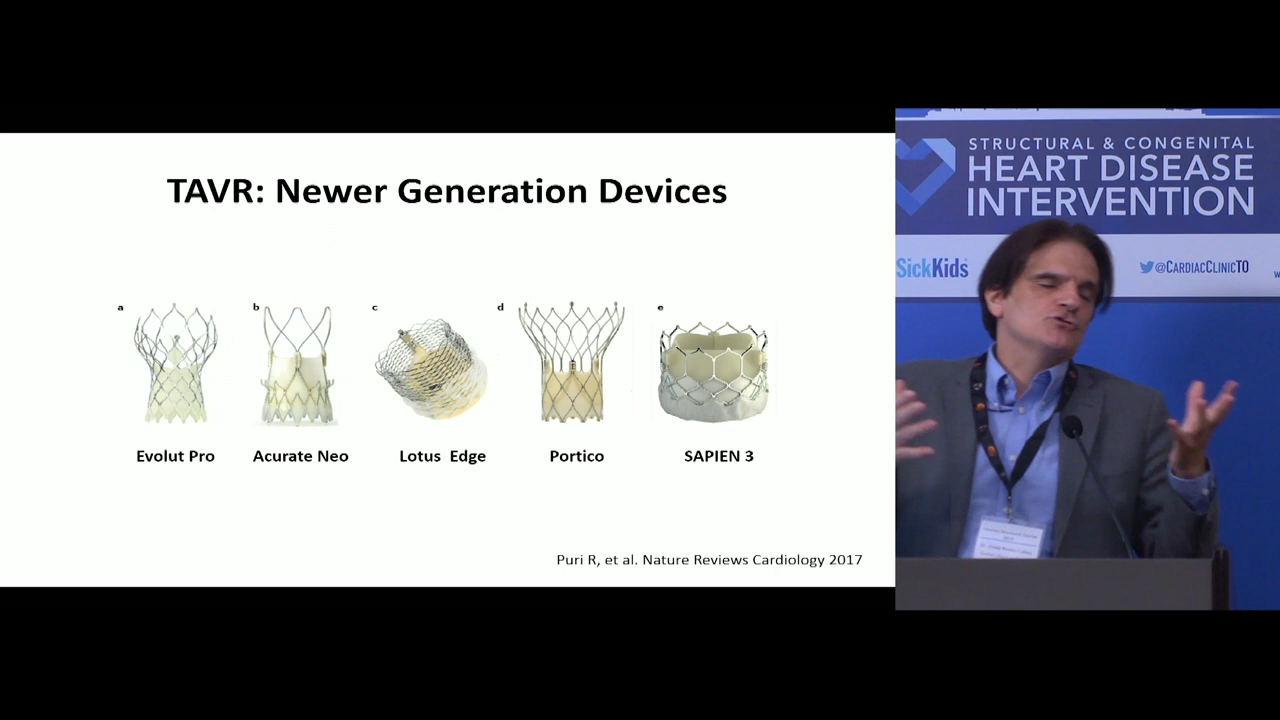 TAVR: Newer Generation Devices
a
b
c
d
e
Evolut Pro
Acurate Neo
Lotus Edge
Portico
SAPIEN 3
Puri R, et al. Nature Reviews Cardiology 2017
STRUCTURAL & CONGENITAL
HEART DISEASE
INTERVENTION
SickKids
@CARDIACCLINICTO